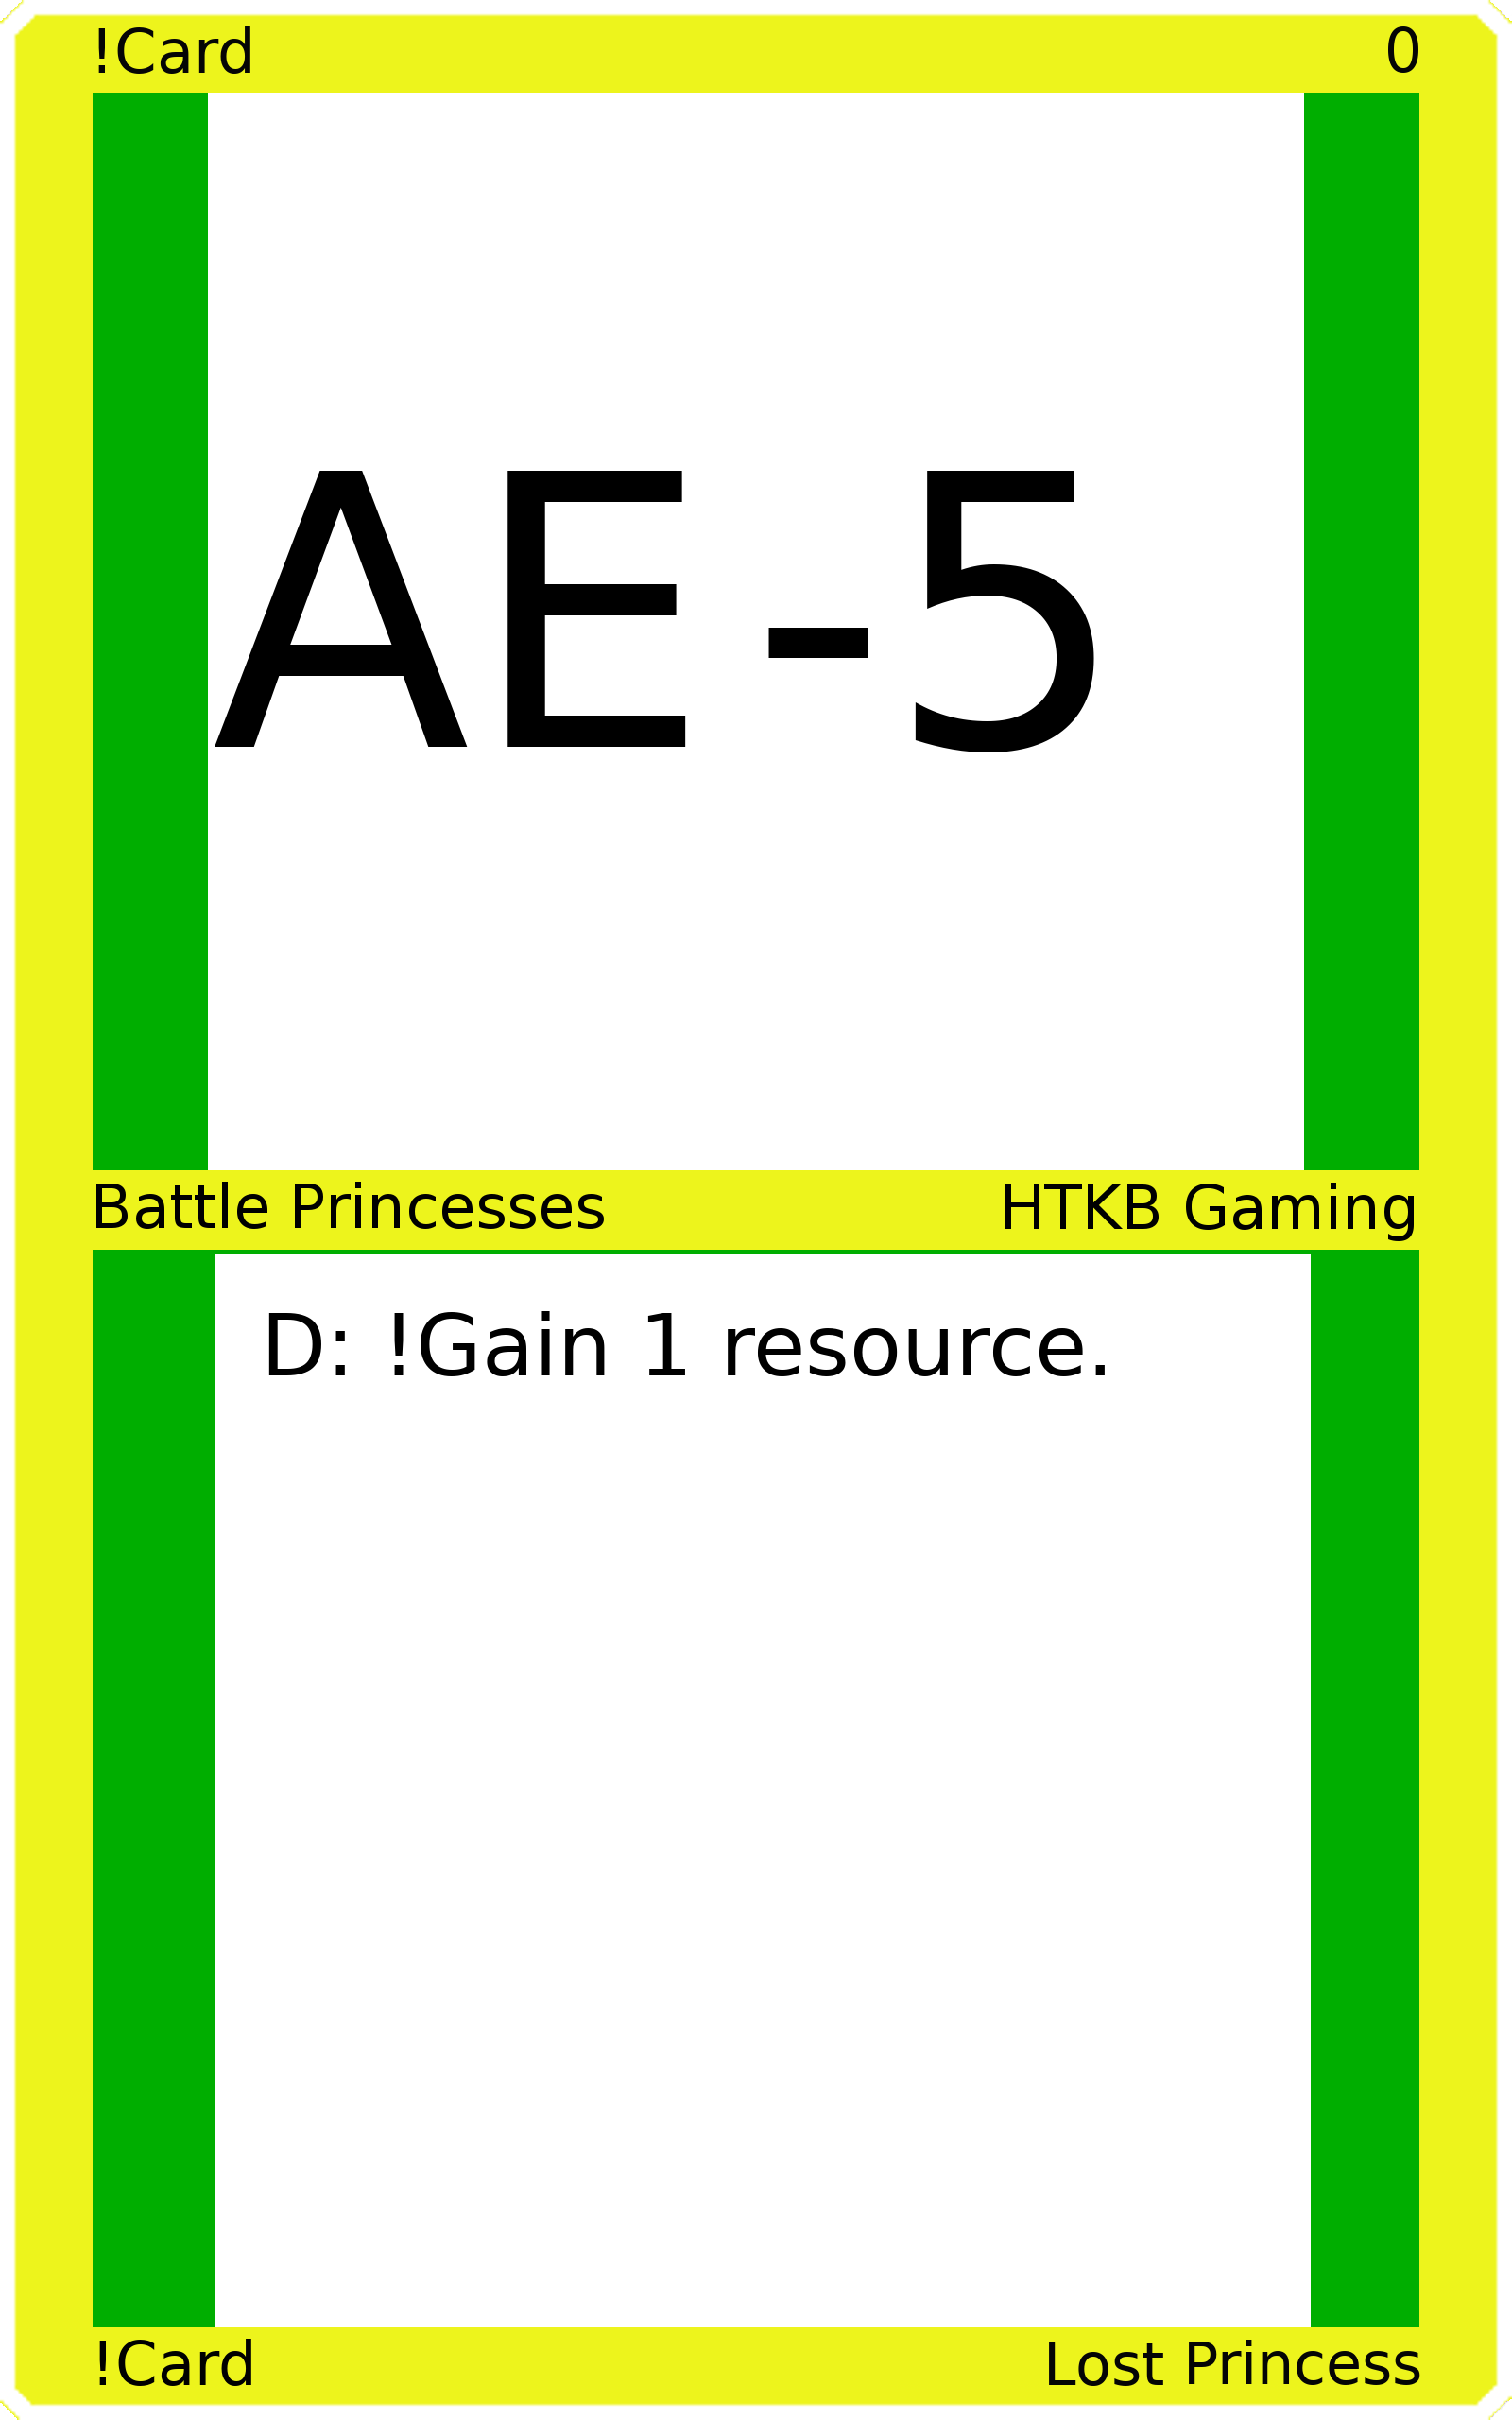 !Card 0
AE-5
Battle Princesses HTKB Gaming
D: !Gain 1 resource.
!Card Lost Princess